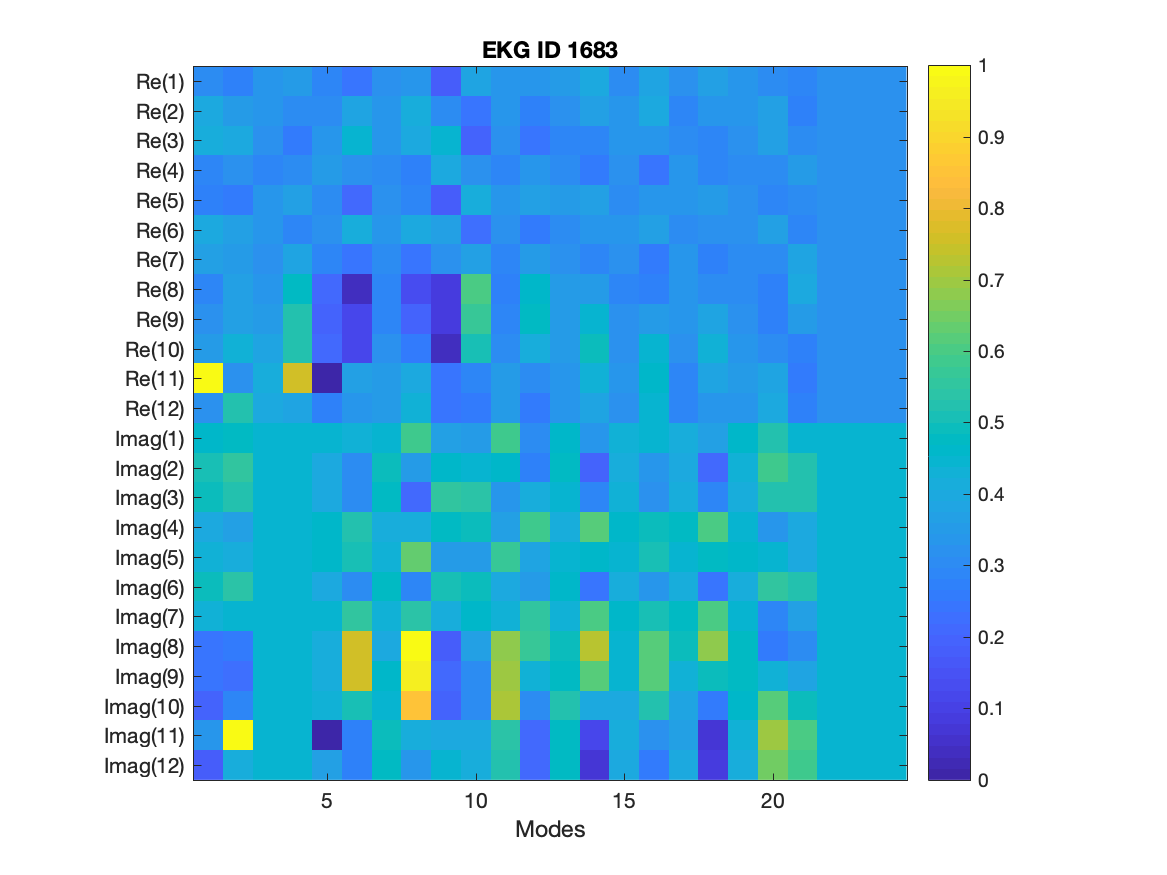 EKG ID 1683
Re(1)
Re(2)
Re(3)
Re(4)
Re(5)
Re(6)
Re(7)
Re(8)
Re(9)
Re(10)
Re(11)
Re(12)
Imag(1)
Imag(2)
Imag(3)
Imag(4)
Imag(5)
Imag(6)
Imag(7)
Imag(8)
Imag(9)
Imag(10)
Imag(11)
Imag(12)
5 10 15 20
Modes
1
0.9
0.8
0.7
0.6
0.5
0.4
0.3
0.2
0.1
0